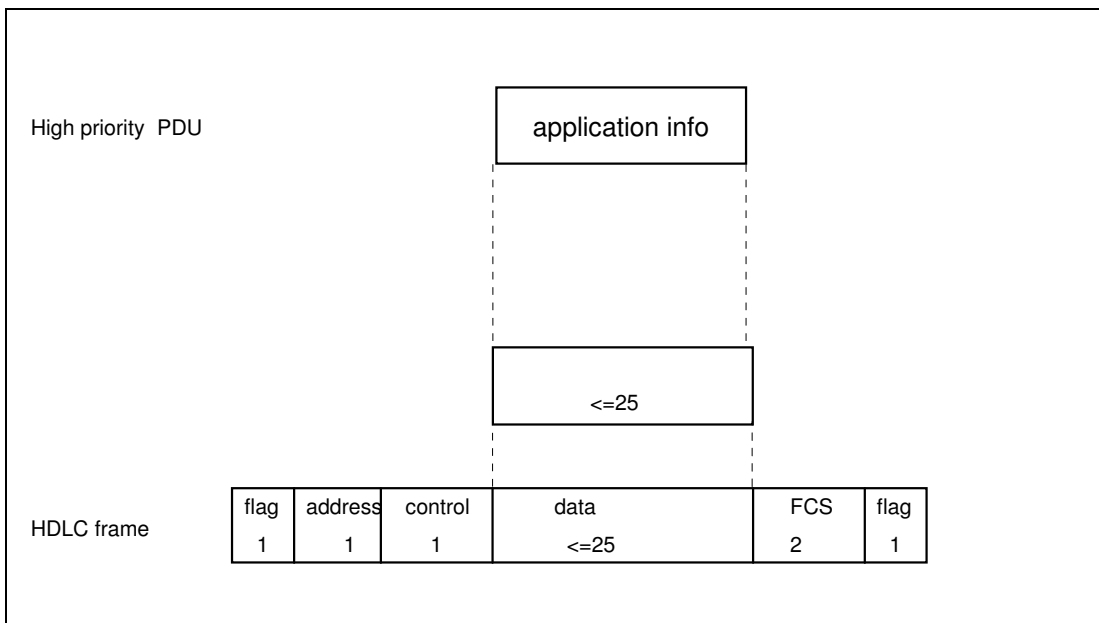 High priority PDU
application info
<=25
HDLC frame
flag address control data FCS flag
1 1 1 <=25 2 1